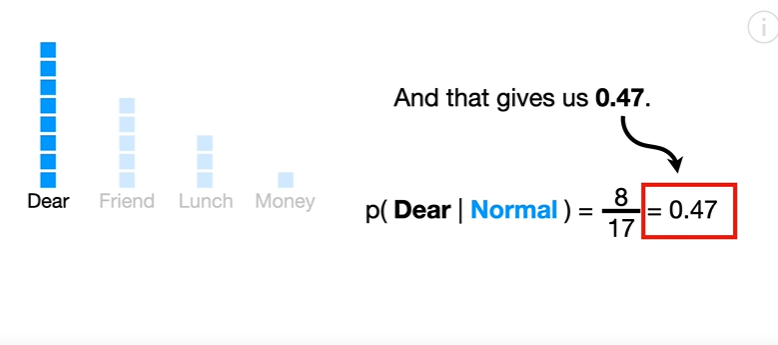 i
And that gives us 0.47.
Dear Friend Lunch Money
p( Dear | Normal ) = 8/17 = 0.47